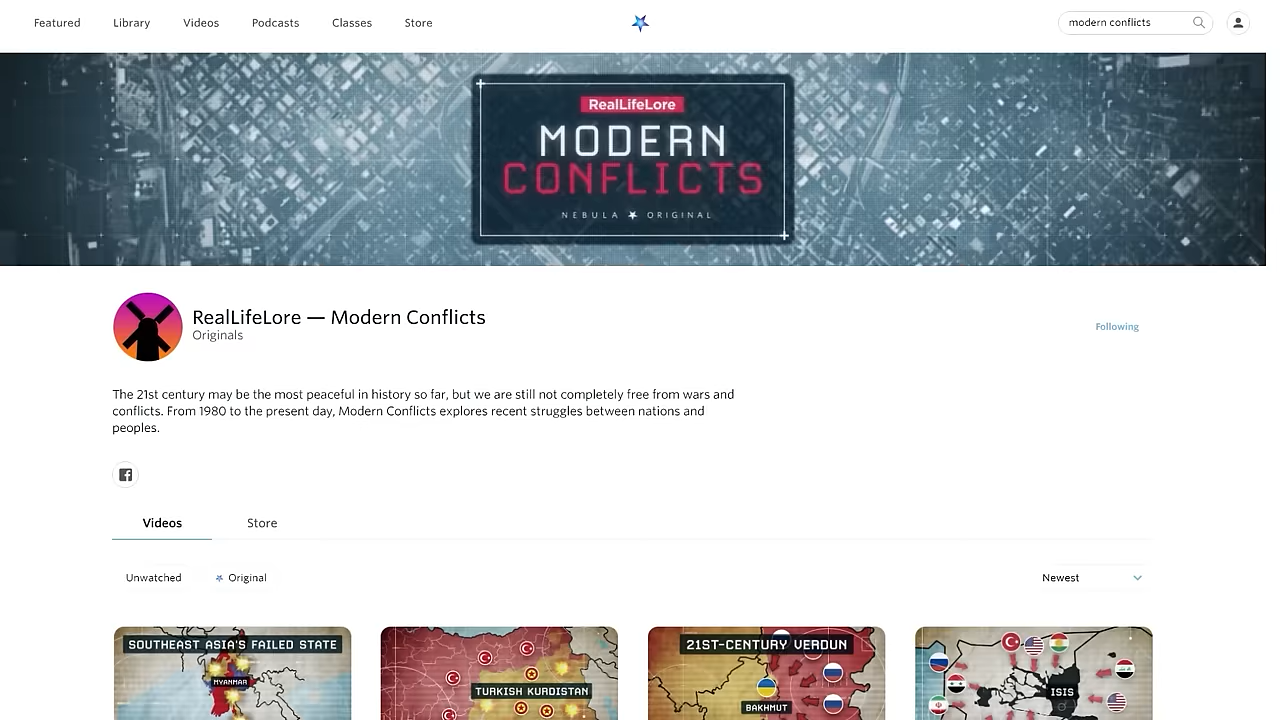 Featured
Library
Videos
Podcasts
Classes
Store
modern conflicts
RealLifeLore
MODERN
CONFLICTS
NEBULA ORIGINAL
RealLifeLore — Modern Conflicts
Originals
Following
The 21st century may be the most peaceful in history so far, but we are still not completely free from wars and
conflicts. From 1980 to the present day, Modern Conflicts explores recent struggles between nations and
peoples.
Videos
Store
Unwatched
Original
Newest
SOUTHEAST ASIA'S FAILED STATE
MYANMAR
TURKISH KURDISTAN
21ST-CENTURY VERDUN
BAKHMUT
ISIS